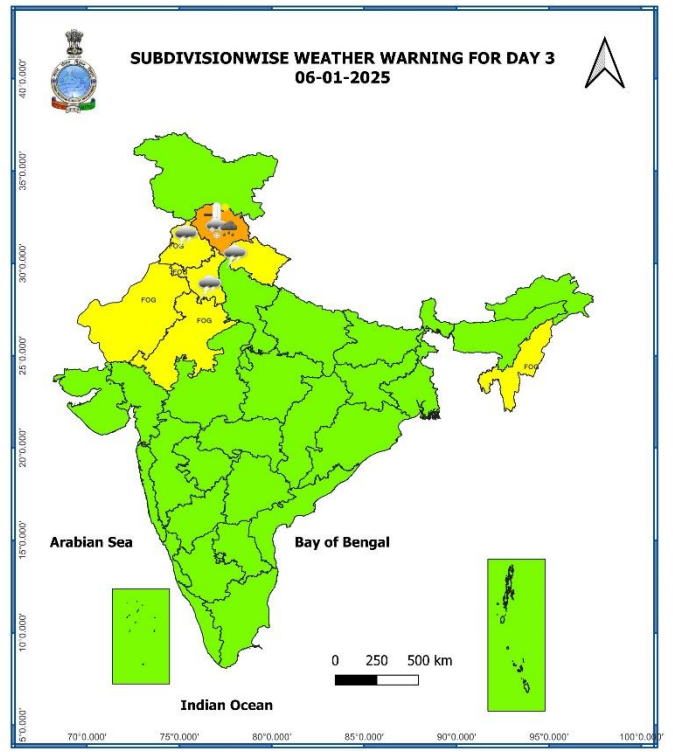 SUBDIVISIONWISE WEATHER WARNING FOR DAY 3
06-01-2025
40°0.000'
35°0.000'
30°0.000'
25°0.000'
20°0.000'
15°0.000'
10°0.000'
5°0.000'
FOG
FOG
FOG
FOG
FOG
Arabian Sea
Bay of Bengal
0 250 500 km
Indian Ocean
70°0.000' 75°0.000' 80°0.000' 85°0.000' 90°0.000' 95°0.000' 100°0.000'